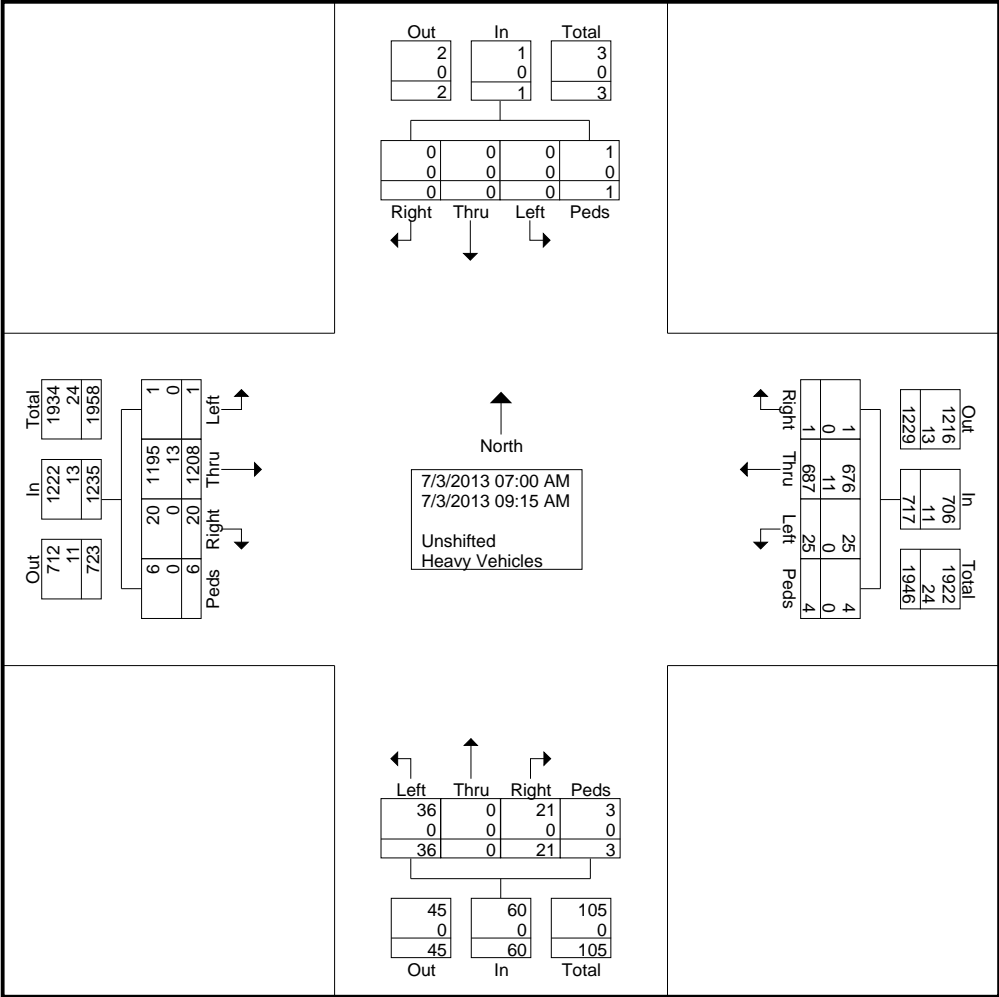 Out In Total
2 1 3
0 0 0
2 1 3
0 0 0 1
0 0 0 0
0 0 0 1
Right Thru Left Peds
Total
1934
24
1958
In
1222
13
1235
Out
712
11
723
1 0 1
Left
1195 13 1208
Thru
20 0 20
Right
6 0 6
Peds
North
7/3/2013 07:00 AM
7/3/2013 09:15 AM
Unshifted
Heavy Vehicles
Right
1 0 1
Thru
687 11 676
Left
25 0 25
Peds
4 0 4
Out
1216
13
1229
In
706
11
717
Total
1922
24
1946
Left Thru Right Peds
36 0 21 3
0 0 0 0
36 0 21 3
45 60 105
0 0 0
45 60 105
Out In Total